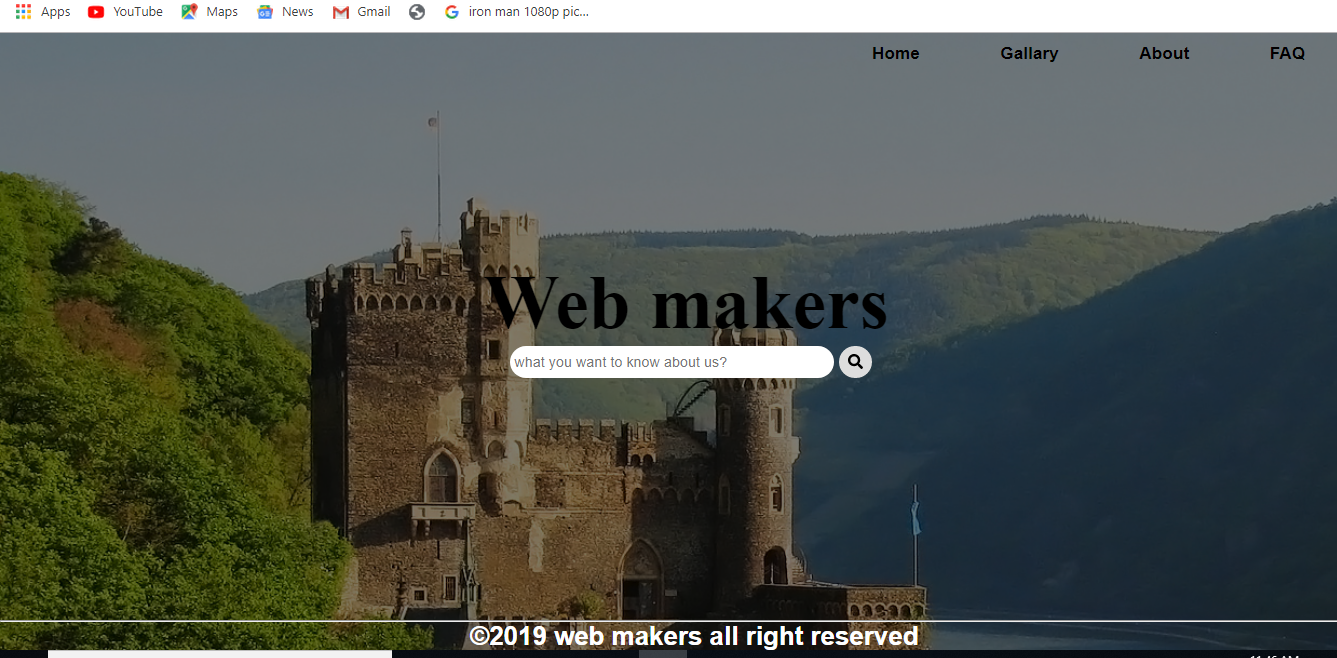 Apps YouTube Maps News Gmail iron man 1080p pic...
Home Gallary About FAQ
Web makers
what you want to know about us?
©2019 web makers all right reserved